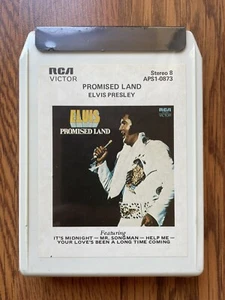 RCA
VICTOR
Stereo 8
APS1-0873
PROMISED LAND
ELVIS PRESLEY
ELVIS
PROMISED LAND
RCA
Featuring
IT'S MIDNIGHT — MR. SONGMAN — HELP ME —
YOUR LOVE'S BEEN A LONG TIME COMING